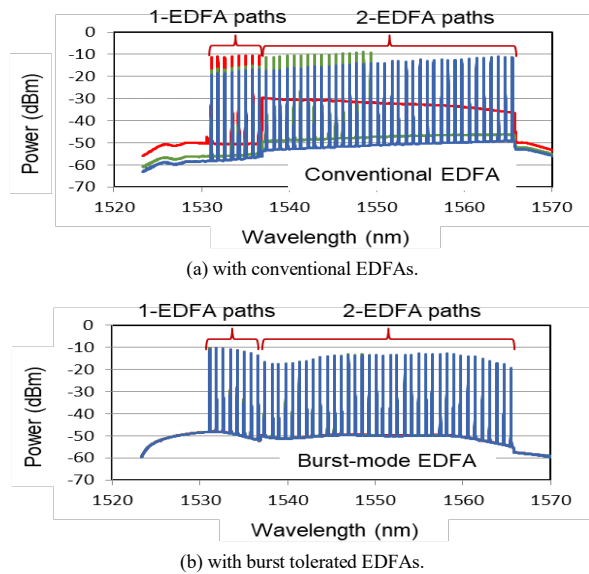 1-EDFA paths 2-EDFA paths
0
-10
-20
-30
-40
-50
-60
-70
Power (dBm)
Conventional EDFA
1520 1530 1540 1550 1560 1570
Wavelength (nm)
(a) with conventional EDFAs.
1-EDFA paths 2-EDFA paths
0
-10
-20
-30
-40
-50
-60
-70
Power (dBm)
Burst-mode EDFA
1520 1530 1540 1550 1560 1570
Wavelength (nm)
(b) with burst tolerated EDFAs.